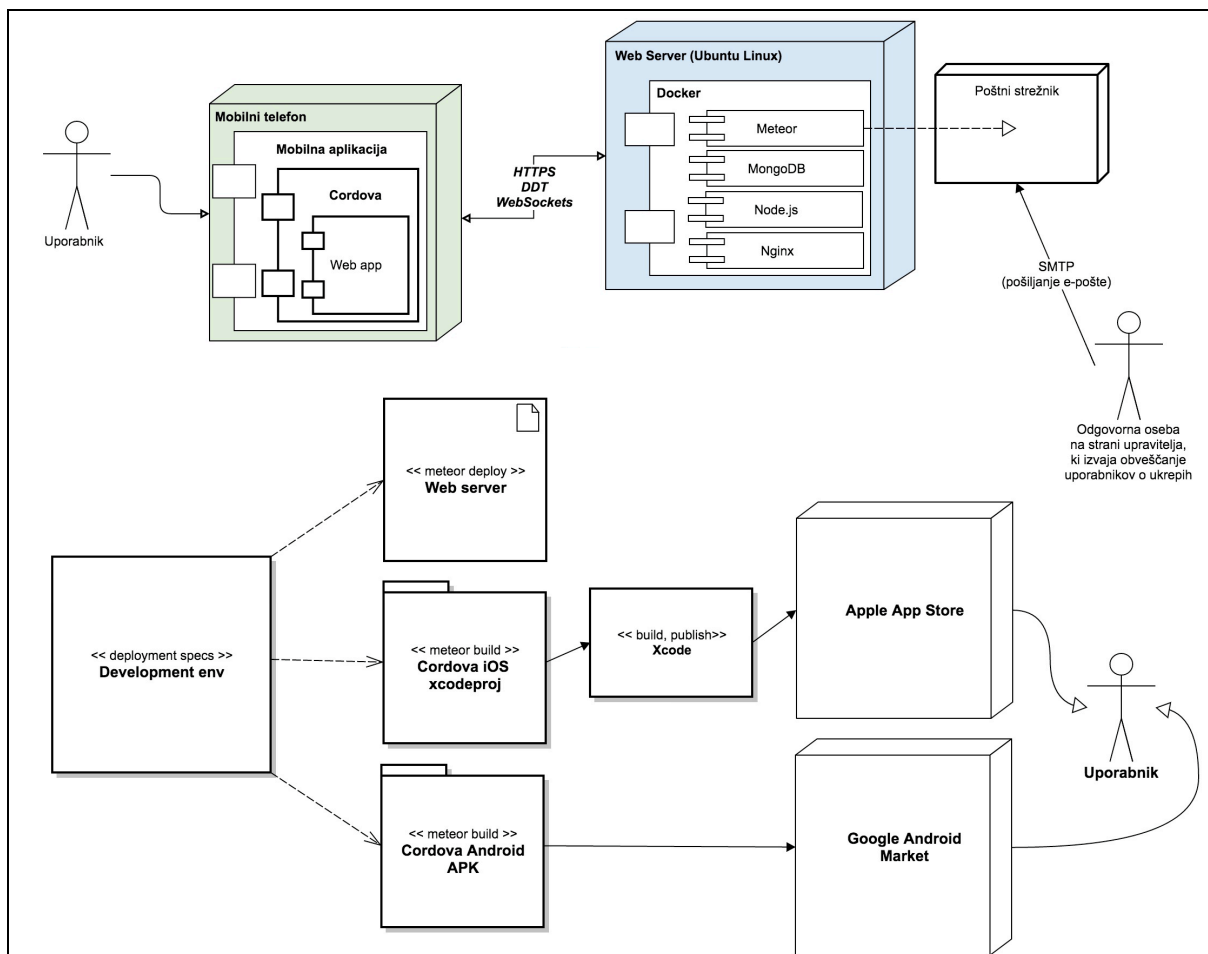 Web Server (Ubuntu Linux)
Docker
Meteor
MongoDB
Node.js
Nginx
Poštni strežnik
Mobilni telefon
Mobilna aplikacija
Cordova
Web app
Uporabnik
HTTPS
DDT
WebSockets
SMTP
(pošiljanje e-pošte)
Odgovorna oseba
na strani upravitelja,
ki izvaja obveščanje
uporabnikov o ukrepih
<< meteor deploy >>
Web server
<< deployment specs >>
Development env
<< meteor build >>
Cordova iOS
xcodeproj
<< build, publish>>
Xcode
Apple App Store
Uporabnik
<< meteor build >>
Cordova Android
APK
Google Android
Market